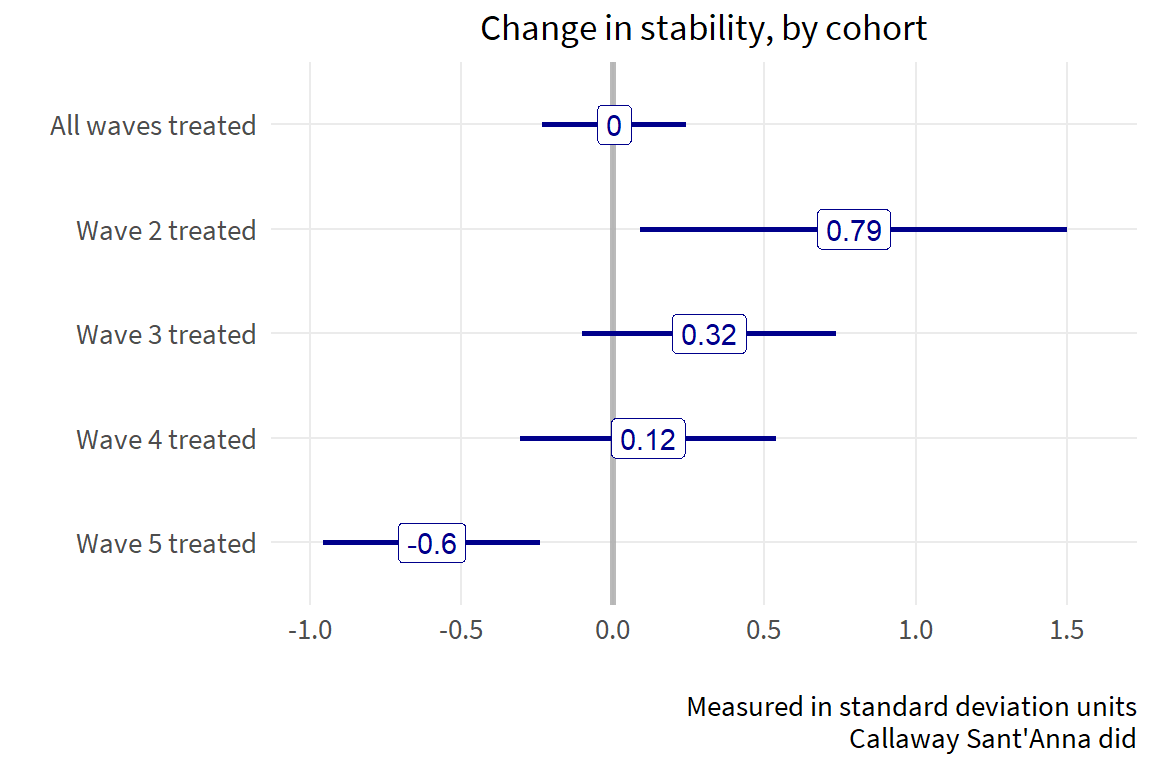 Change in stability, by cohort
All waves treated
0
Wave 2 treated
0.79
Wave 3 treated
0.32
Wave 4 treated
0.12
Wave 5 treated
-0.6
-1.0 -0.5 0.0 0.5 1.0 1.5
Measured in standard deviation units
Callaway Sant'Anna did